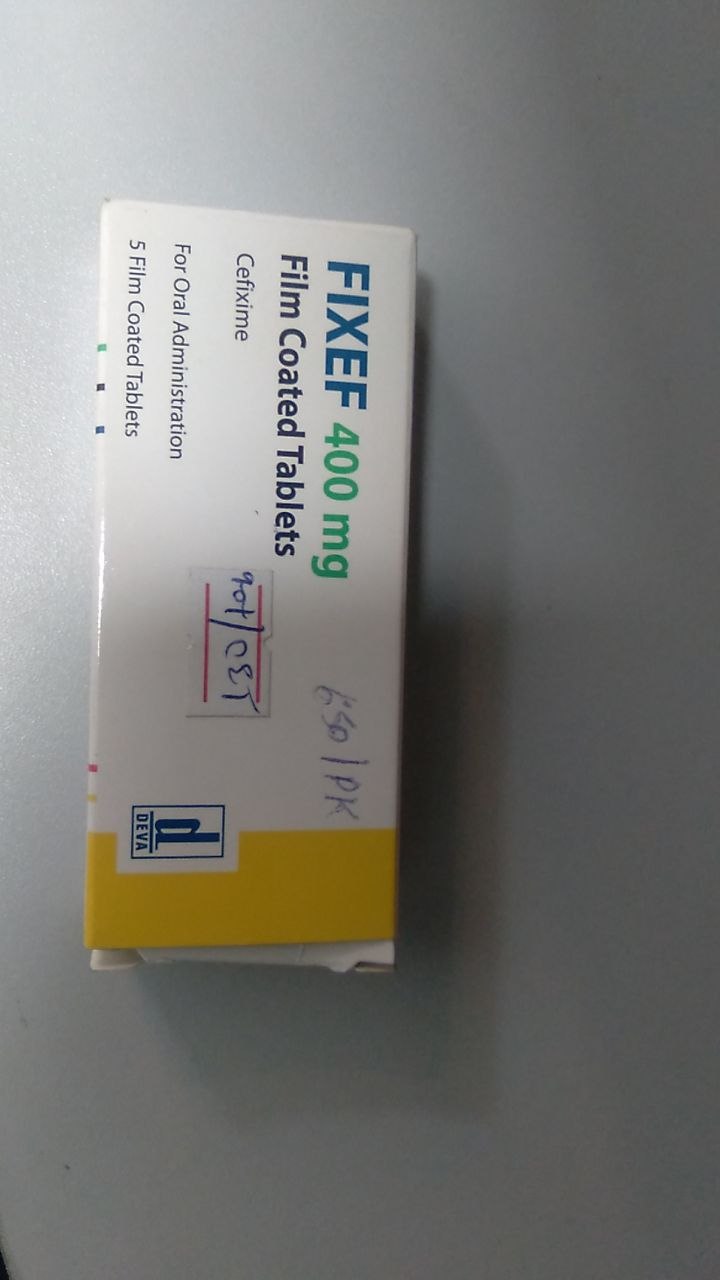 FIXEF 400 mg
Film Coated Tablets
Cefixime
For Oral Administration
5 Film Coated Tablets
650/PK
DEVA